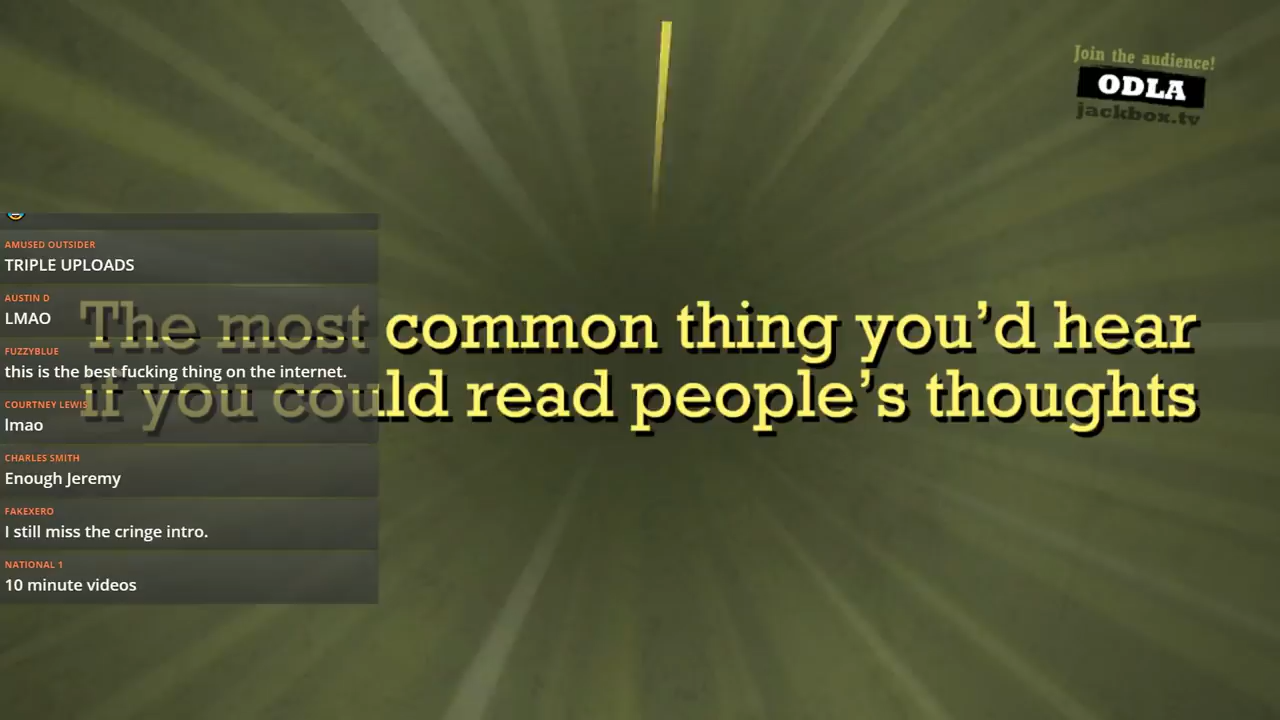 Join the audience!
ODLA
jackbox.tv
AMUSED OUTSIDER
TRIPLE UPLOADS
AUSTIN D
LMAO
FUZZYBLUE
this is the best fucking thing on the internet.
COURTNEY LEWIS
lmao
CHARLES SMITH
Enough Jeremy
FAKEXERO
I still miss the cringe intro.
NATIONAL 1
10 minute videos
The most common thing you’d hear
if you could read people’s thoughts